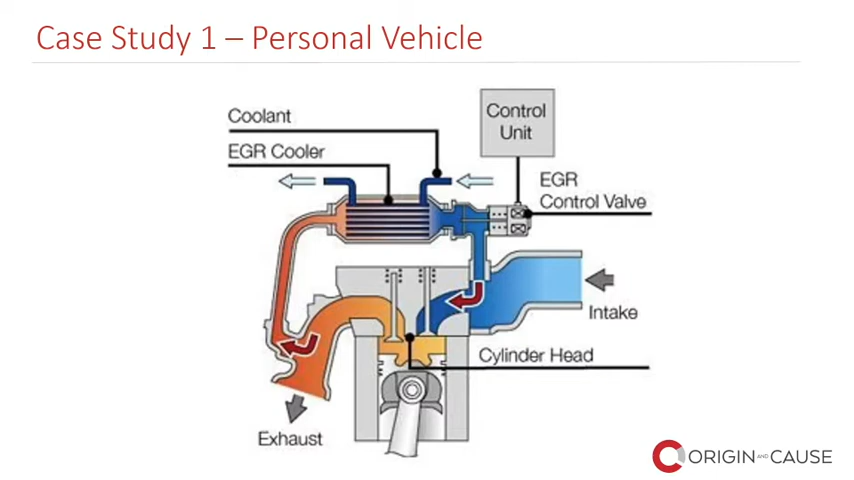 Case Study 1 – Personal Vehicle
Coolant
EGR Cooler
Control
Unit
EGR
Control Valve
Intake
Cylinder Head
Exhaust
ORIGIN AND CAUSE